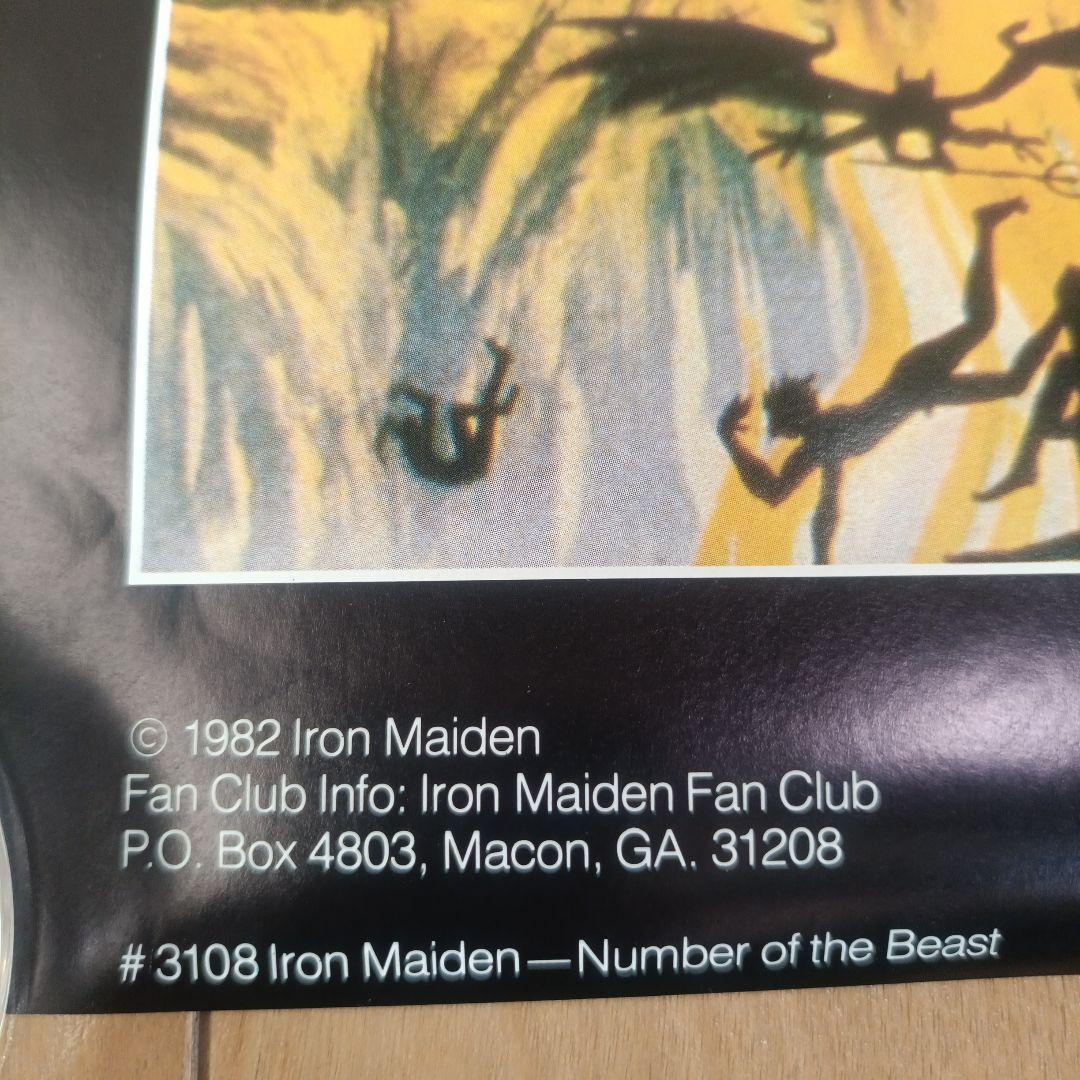 © 1982 Iron Maiden
Fan Club Info: Iron Maiden Fan Club
P.O. Box 4803, Macon, GA. 31208
# 3108 Iron Maiden—Number of the Beast